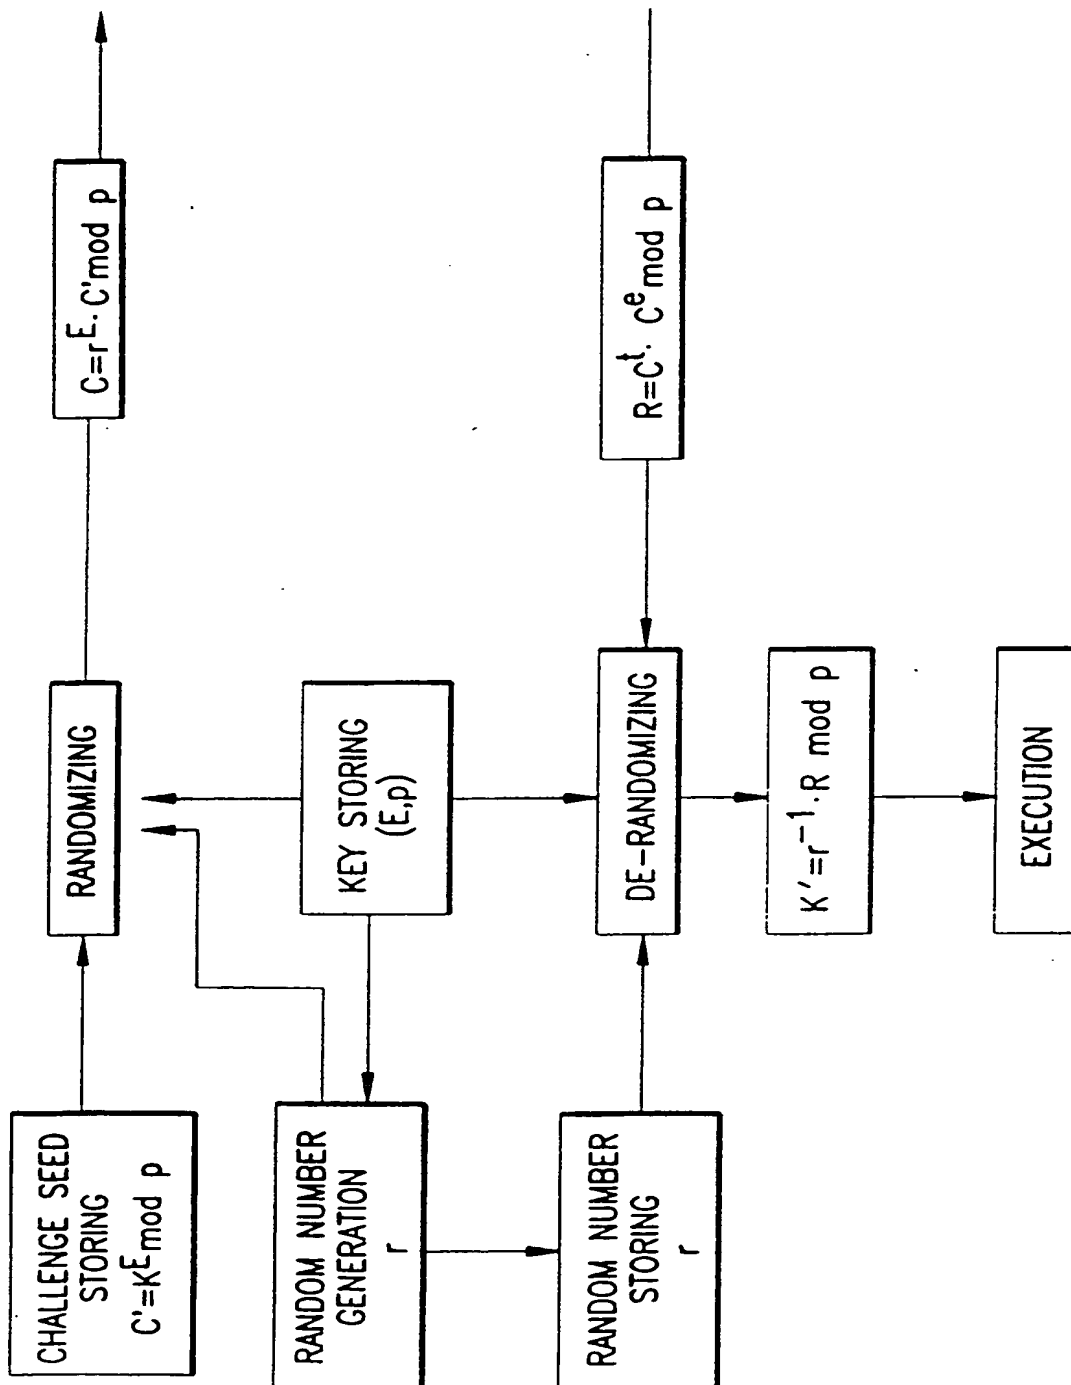 CHALLENGE SEED
STORING
C'=K^E mod p
RANDOMIZING
C=r^E·C'mod p
RANDOM NUMBER
GENERATION
r
KEY STORING
(E,p)
RANDOM NUMBER
STORING
r
DE-RANDOMIZING
R=C^t·C^e mod p
K'=r^-1·R mod p
EXECUTION